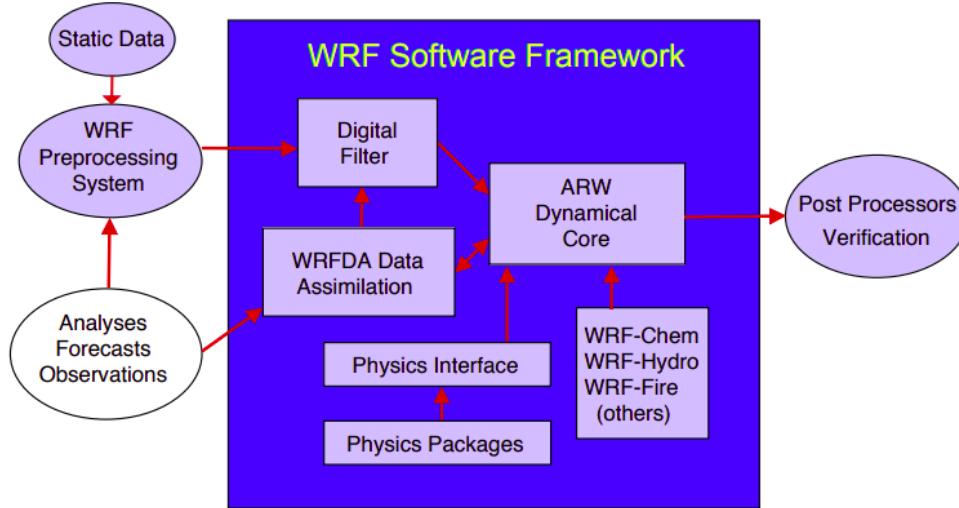 Static Data
WRF Software Framework
WRF
Preprocessing
System
Digital
Filter
ARW
Dynamical
Core
Post Processors
Verification
WRFDA Data
Assimilation
Analyses
Forecasts
Observations
Physics Interface
WRF-Chem
WRF-Hydro
WRF-Fire
(others)
Physics Packages